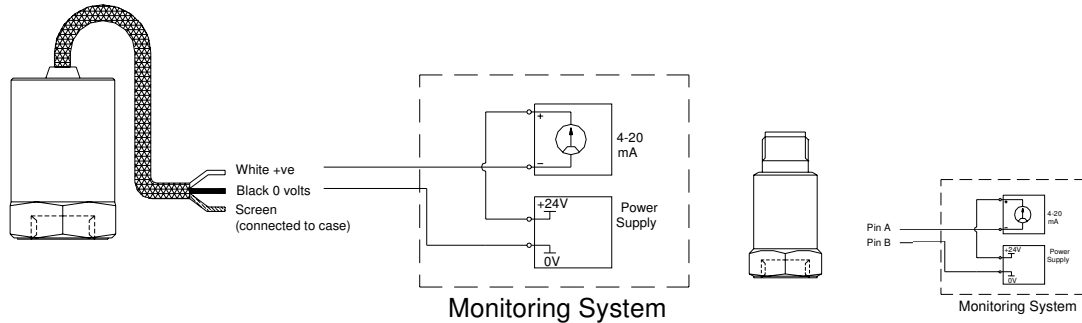 White +ve
Black 0 volts
Screen
(connected to case)
+
−
4-20
mA
+24V
0V
Power
Supply
Monitoring System
Pin A
Pin B
+
−
4-20
mA
+24V
0V
Power
Supply
Monitoring System